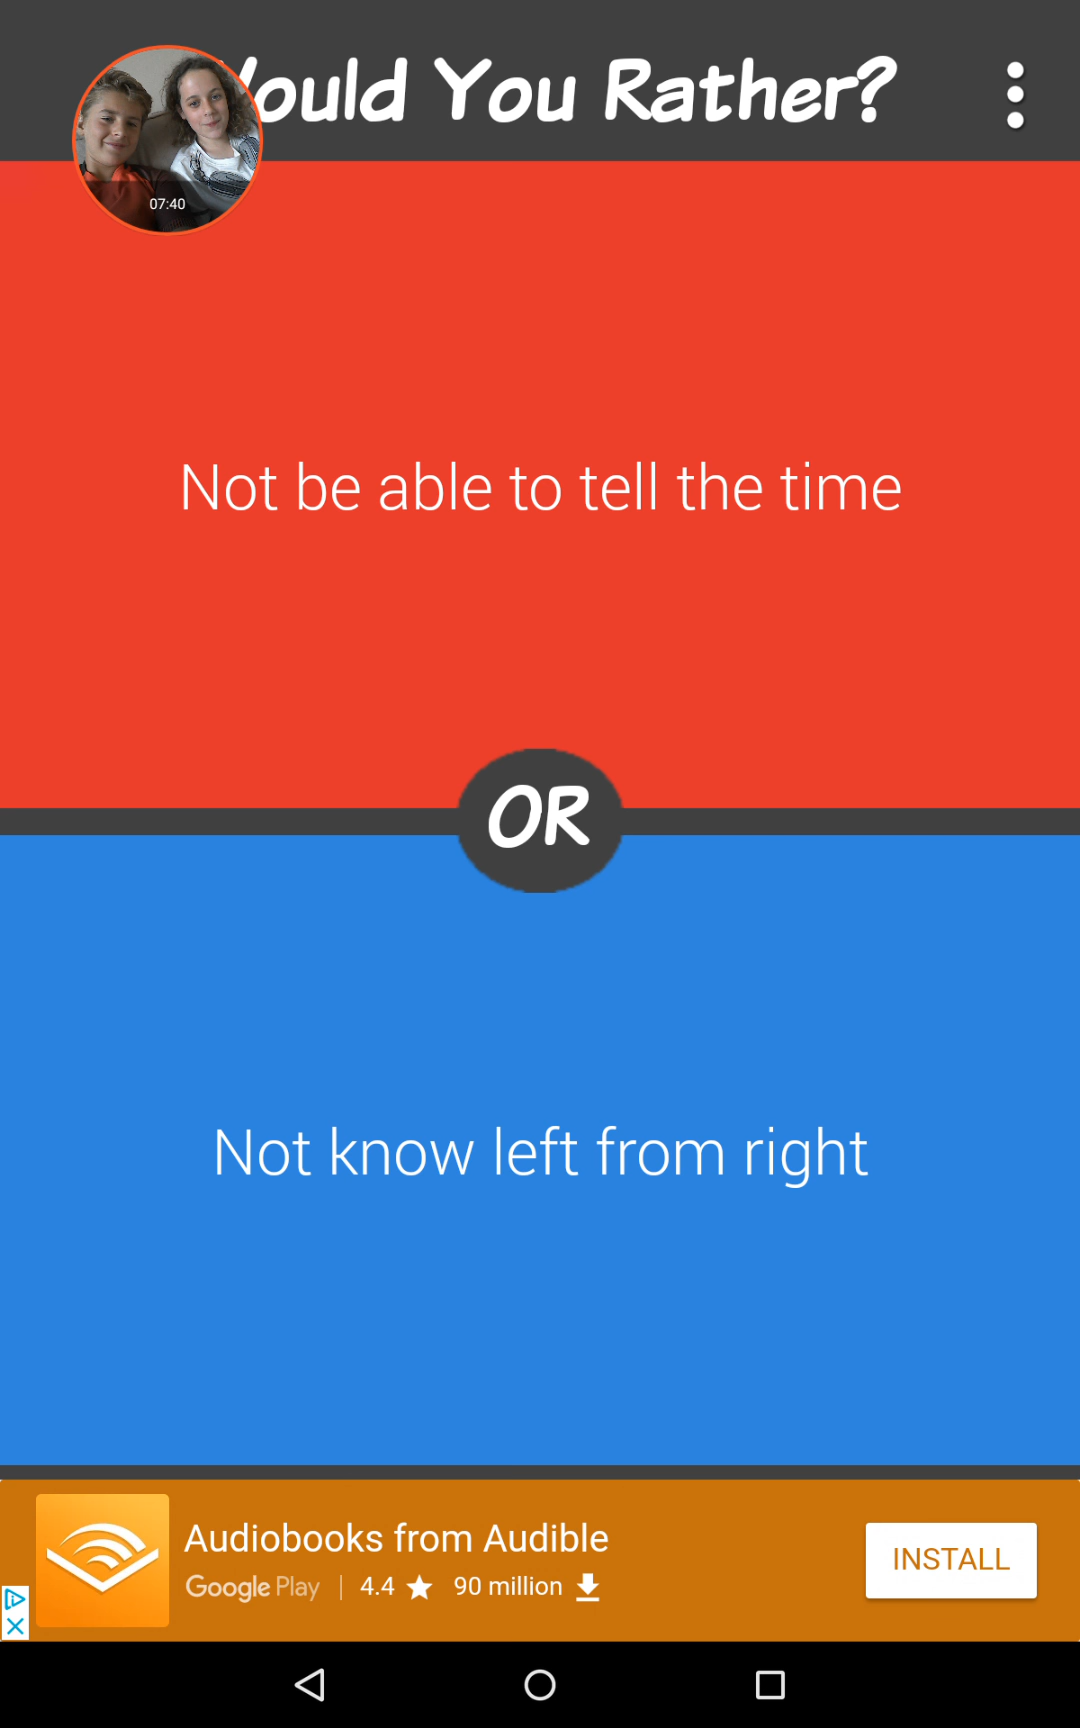 Would You Rather?
07:40
Not be able to tell the time
OR
Not know left from right
Audiobooks from Audible
Google Play | 4.4 ★ 90 million
INSTALL